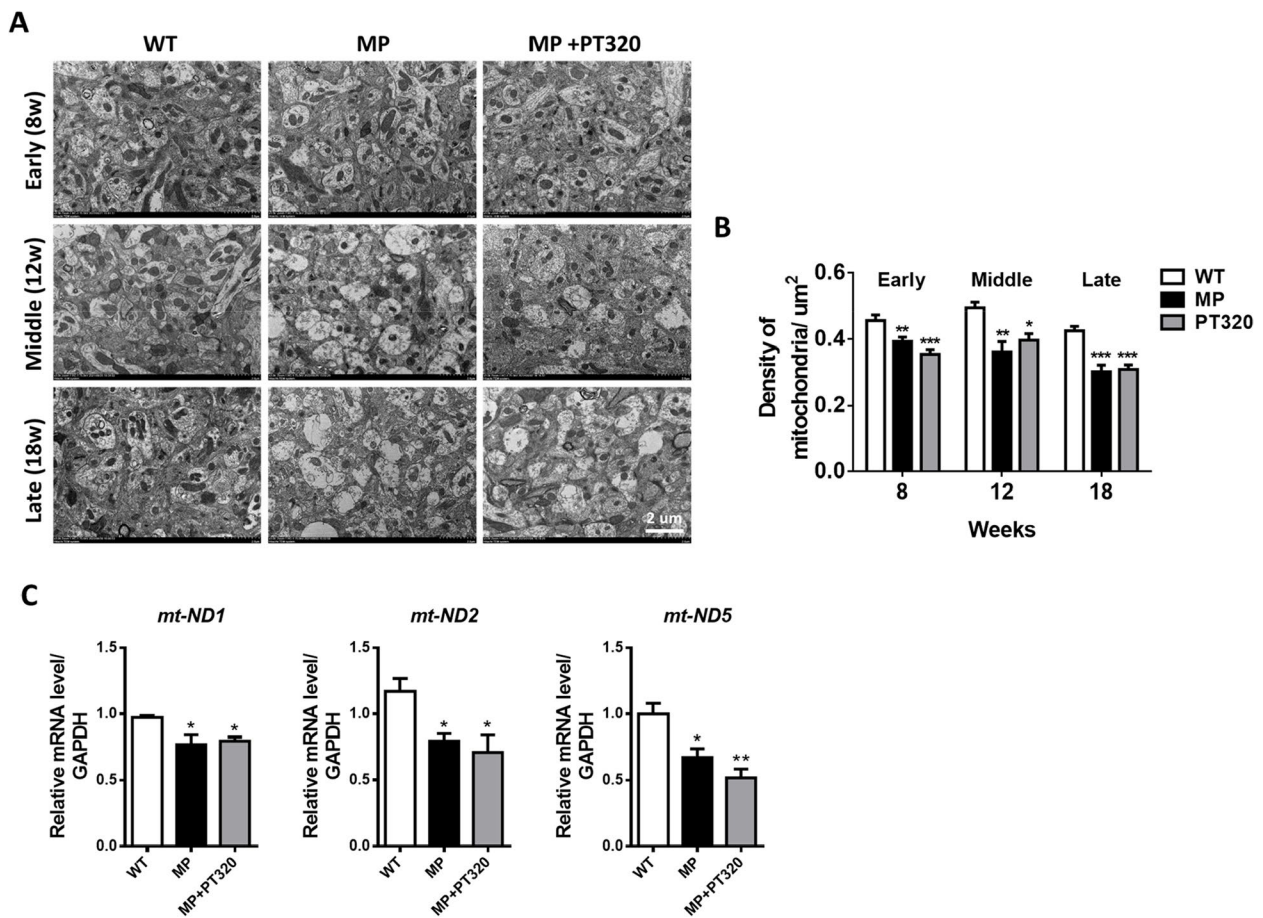 A
WT
MP
MP +PT320
Early (8w)
Middle (12w)
Late (18w)
2 um
B
Density of
mitochondria/ um²
0.6
0.4
0.2
0.0
Early
Middle
Late
**
***
**
*
***
***
8
12
18
Weeks
WT
MP
PT320
C
mt-ND1
Relative mRNA level/
GAPDH
1.5
1.0
0.5
0.0
*
*
WT
MP
MP+PT320
mt-ND2
Relative mRNA level/
GAPDH
1.5
1.0
0.5
0.0
*
*
WT
MP
MP+PT320
mt-ND5
Relative mRNA level/
GAPDH
1.5
1.0
0.5
0.0
*
**
WT
MP
MP+PT320